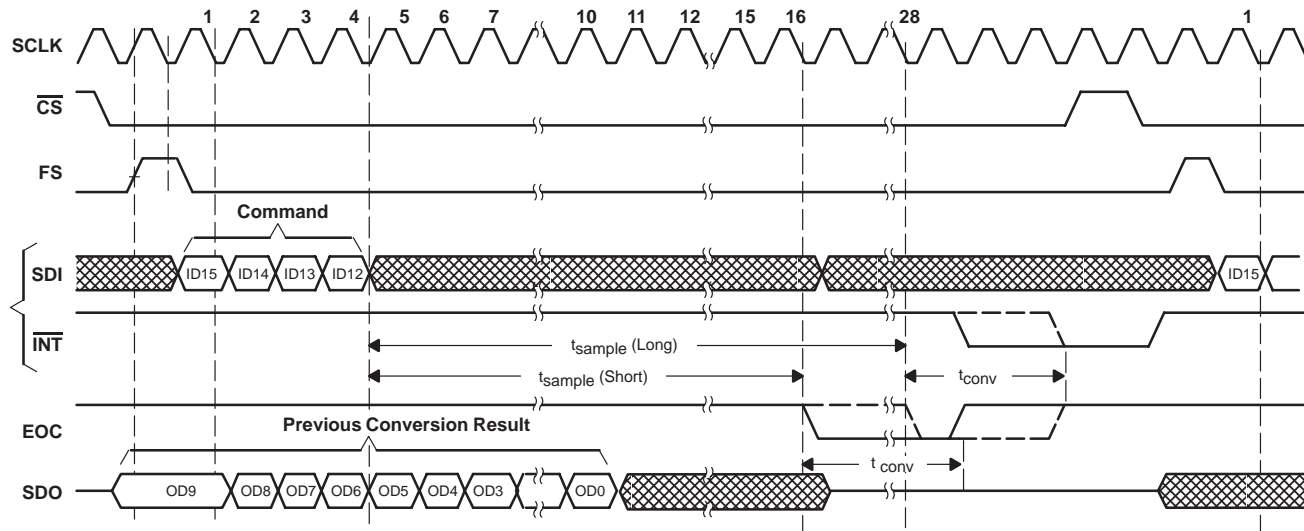 1 2 3 4 5 6 7 10 11 12 15 16 28 1
SCLK
CS
FS
Command
SDI ID15 ID14 ID13 ID12 ID15
INT
tsample (Long)
tsample (Short) tconv
EOC
Previous Conversion Result
t conv
SDO OD9 OD8 OD7 OD6 OD5 OD4 OD3 OD0